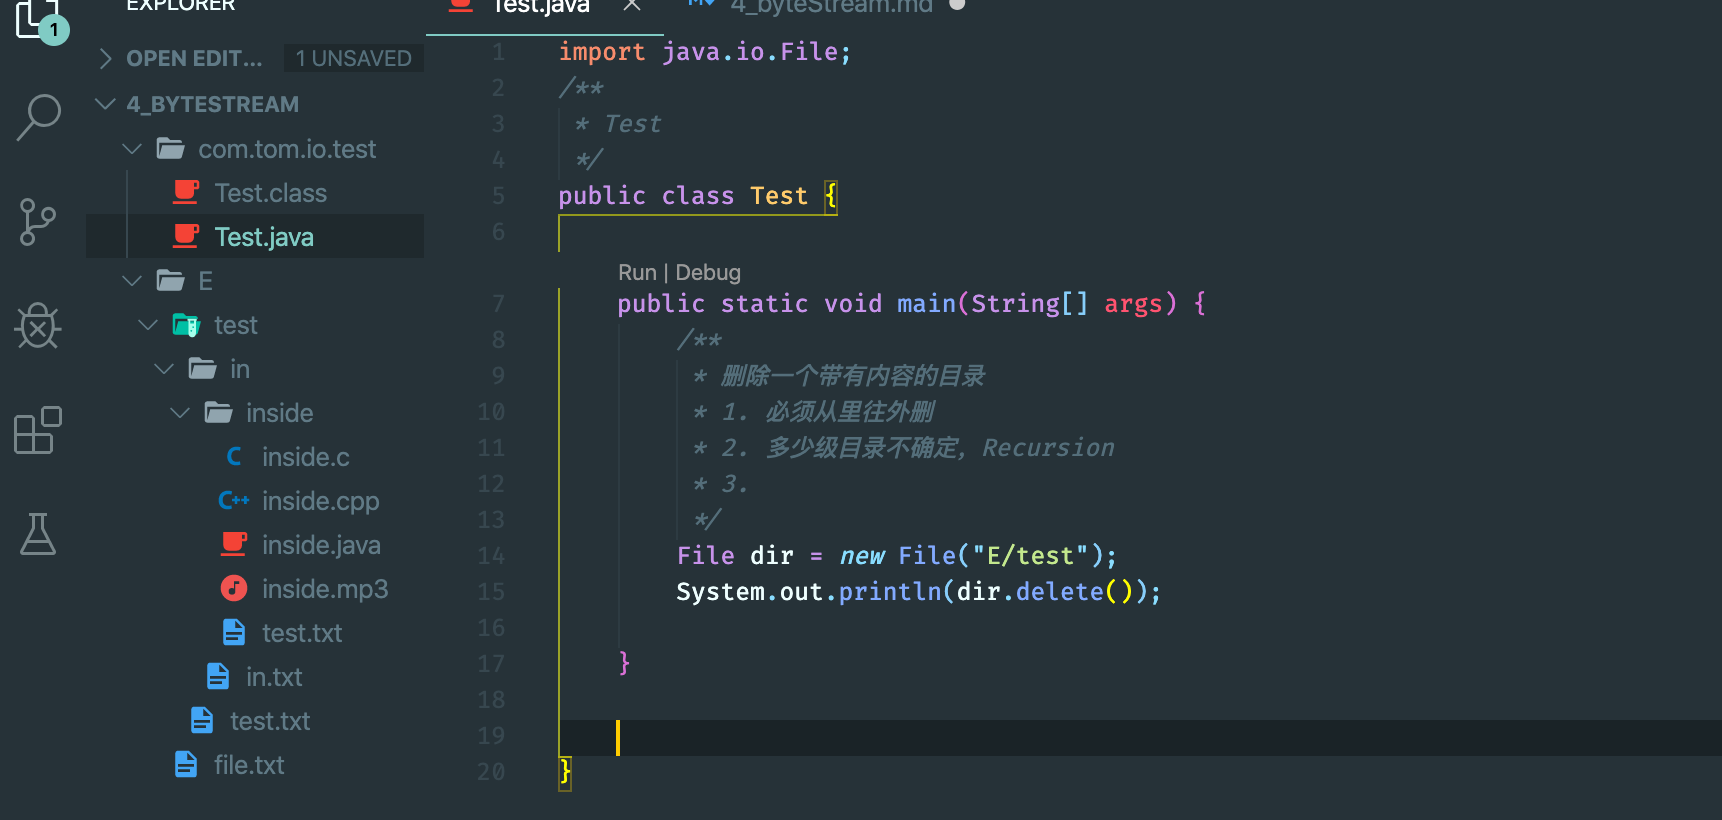 EXPLORER
1
OPEN EDIT... 1 UNSAVED
4_BYTESTREAM
com.tom.io.test
Test.class
Test.java
E
test
in
inside
C inside.c
C++ inside.cpp
inside.java
inside.mp3
test.txt
in.txt
test.txt
file.txt
Test.java × 4_byteStream.md
1 import java.io.File;
2 /**
3 * Test
4 */
5 public class Test {
6
Run | Debug
7 public static void main(String[] args) {
8 /**
9 * 删除一个带有内容的目录
10 * 1. 必须从里往外删
11 * 2. 多少级目录不确定，Recursion
12 * 3.
13 */
14 File dir = new File("E/test");
15 System.out.println(dir.delete());
16
17 }
18
19
20 }